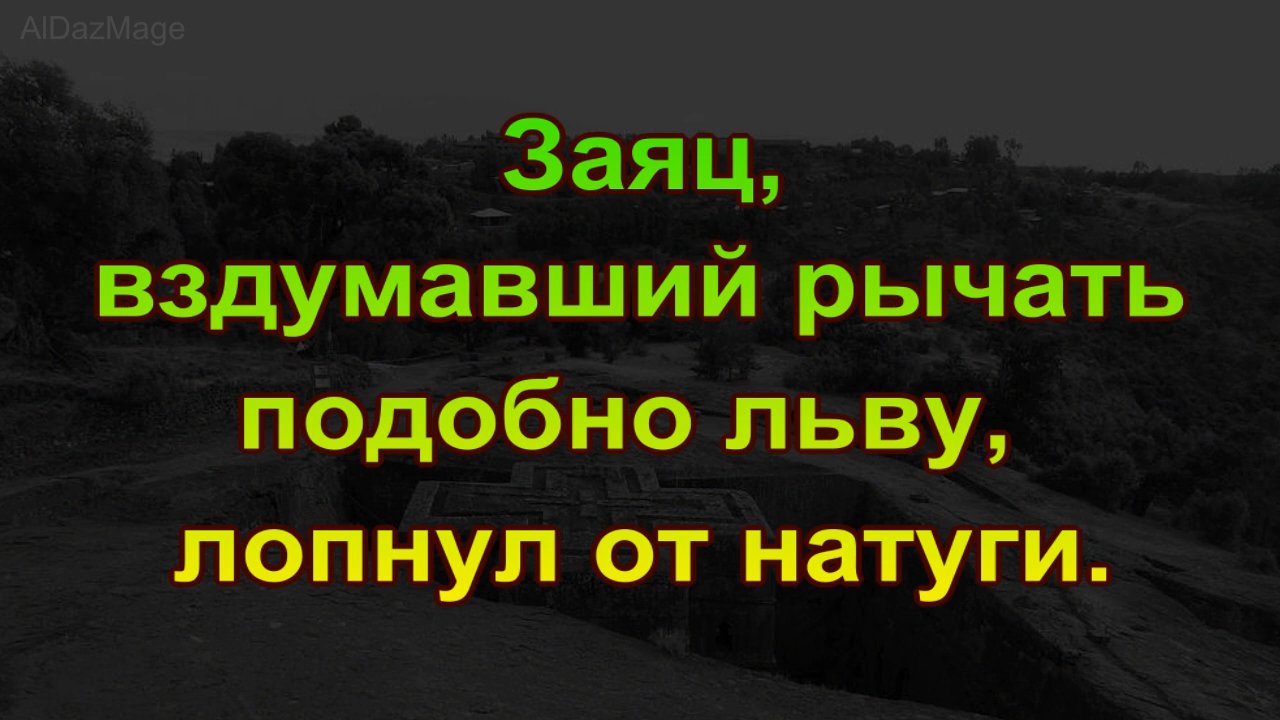 AlDazMage
Заяц,
вздумавший рычать
подобно льву,
лопнул от натуги.